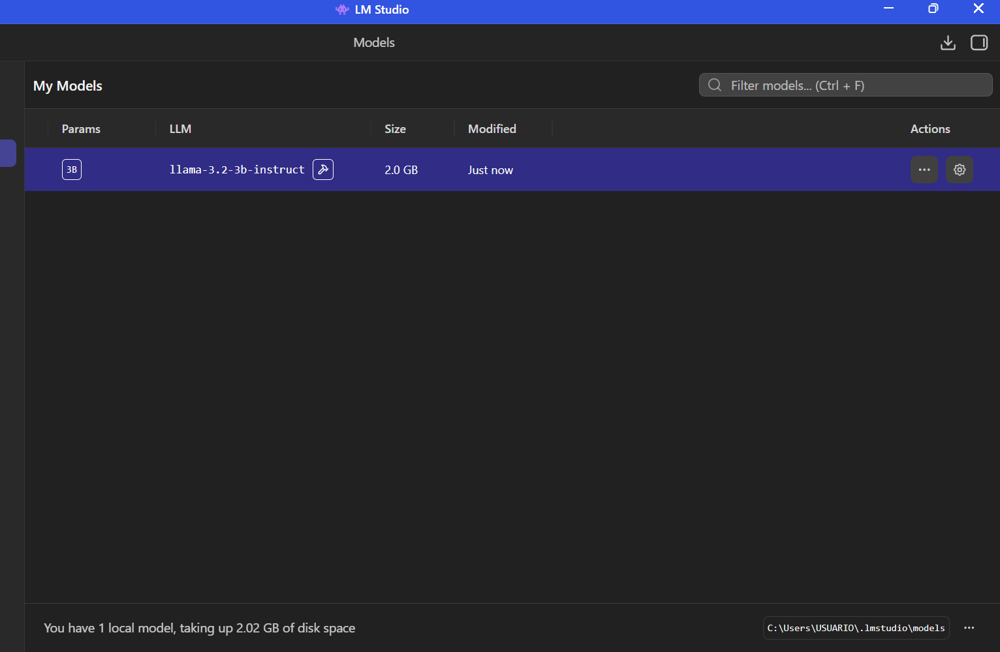 LM Studio
Models
My Models
Filter models... (Ctrl + F)
Params LLM Size Modified Actions
3B llama-3.2-3b-instruct 2.0 GB Just now
You have 1 local model, taking up 2.02 GB of disk space
C:\Users\USUARIO\.lmstudio\models